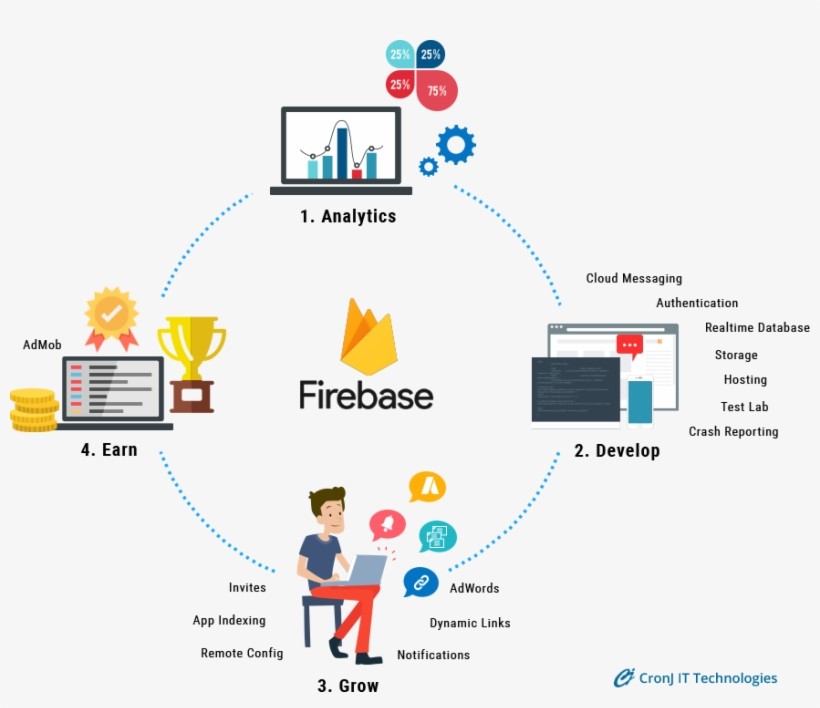 25%
25%
25%
75%
1. Analytics
Cloud Messaging
Authentication
Realtime Database
Storage
Hosting
Test Lab
Crash Reporting
2. Develop
AdMob
4. Earn
Firebase
Invites
App Indexing
Remote Config
AdWords
Dynamic Links
Notifications
3. Grow
CronJ IT Technologies